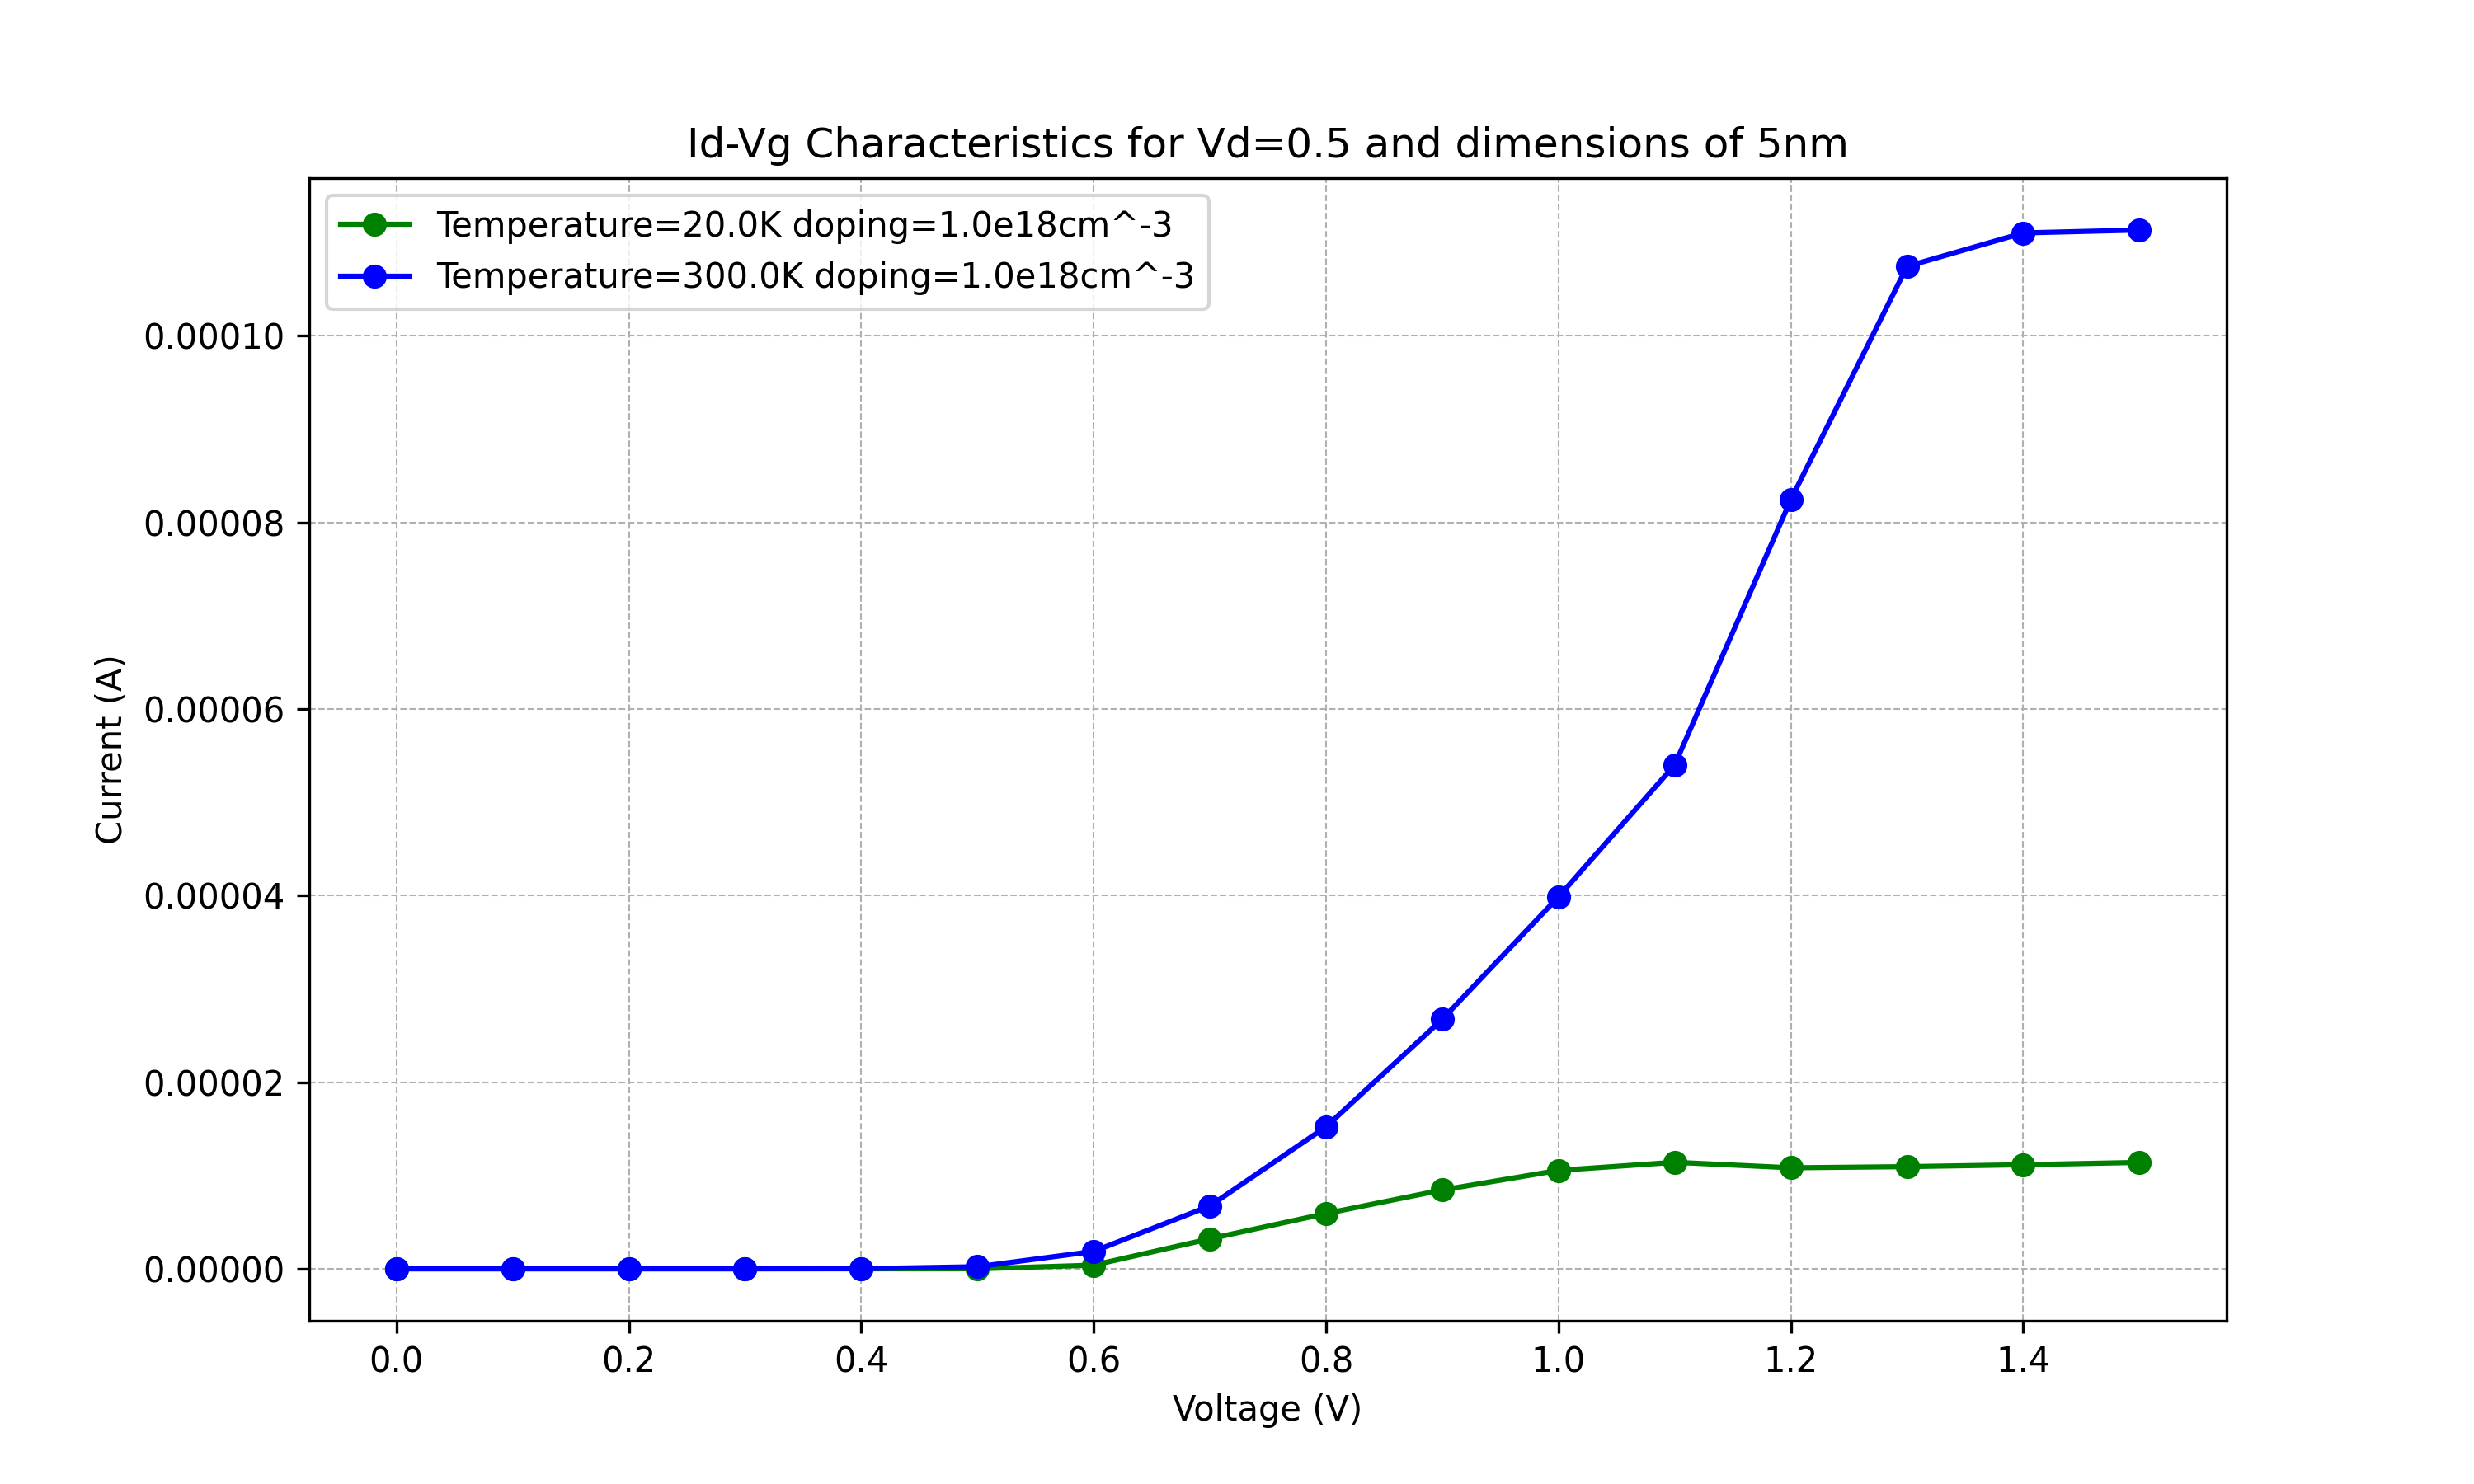 Id-Vg Characteristics for Vd=0.5 and dimensions of 5nm
Temperature=20.0K doping=1.0e18cm^-3
Temperature=300.0K doping=1.0e18cm^-3
0.00010
0.00008
0.00006
0.00004
0.00002
0.00000
Current (A)
0.0 0.2 0.4 0.6 0.8 1.0 1.2 1.4
Voltage (V)